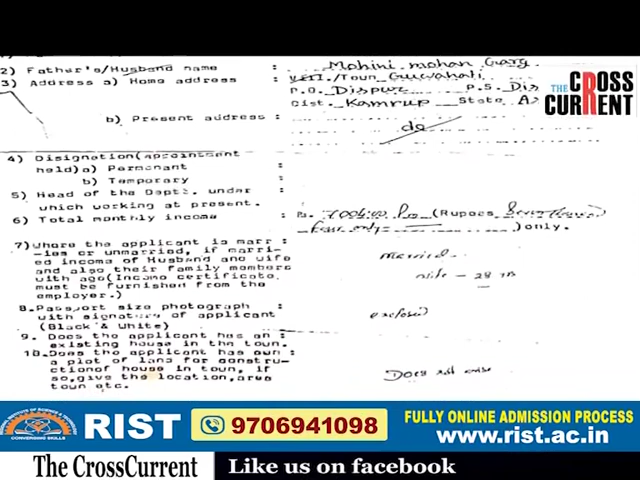 2) Father's/Husband name
Mohini mohan Garg
3) Address a) Home address
Vill./Town Guwahati
P.O. Dispur P.S. Dis
Dist. Kamrup State A
b) Present address :
do
THE CROSS CURRENT
4) Disignation(appointment
held)a) Permanant :
b) Temporary :
5) Head of the Deptt. under
which working at present. :
6) Total monthly income : Rs. (Rupees
only.
7)Where the applicant is marr :
-ies or unmarried, if marri-
ed income of Husband and wife
and also their family members
with age(Income certificate
must be furnished from the
employer.)
married
wife – 28
8.Passport size photograph :
with signature of applicant
(Black & White)
enclosed
9. Does the applicant has an :
existing house in the town.
10.Does the applicant has own :
a plot of land for constru-
ctionof house in town, if
so,give the location,area
town etc.
Does not
CONVERGING SKILLS
RIST
9706941098
FULLY ONLINE ADMISSION PROCESS
www.rist.ac.in
The CrossCurrent
Like us on facebook